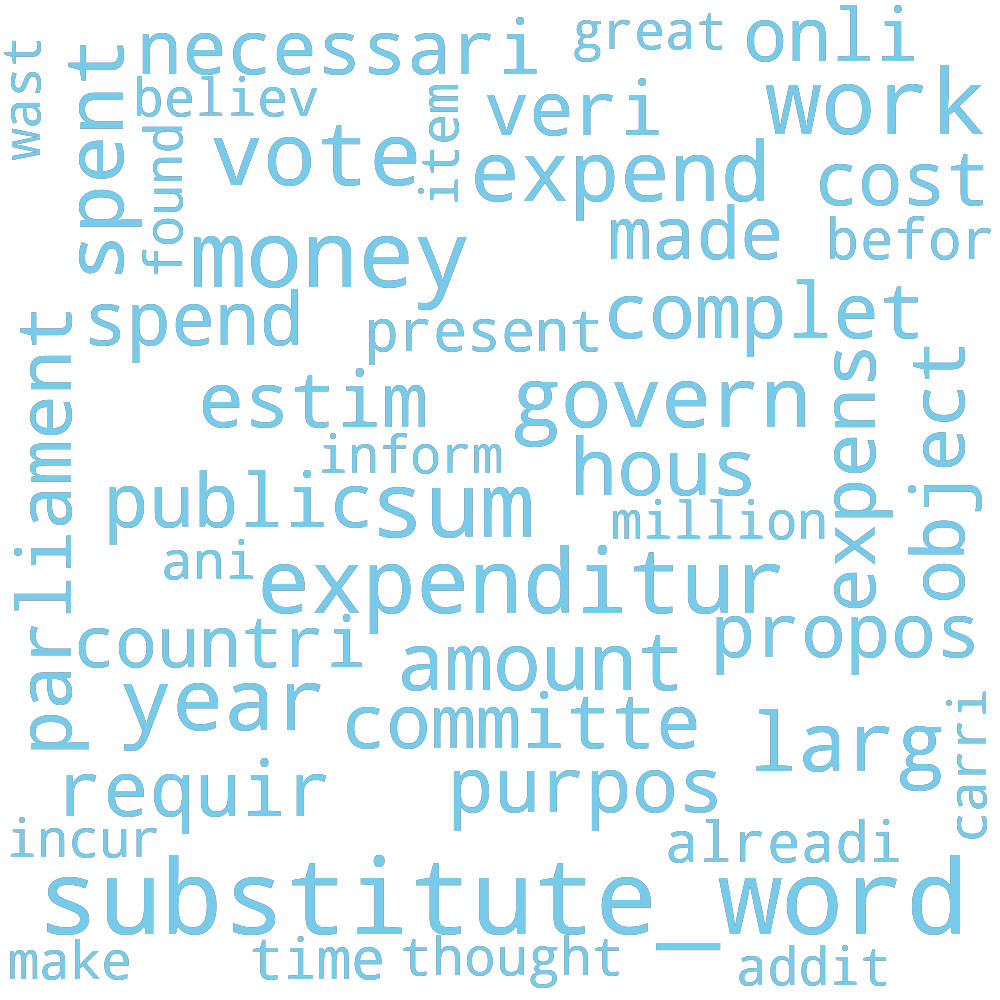 necessari
great
onli
wast
spent
believ
item
veri
work
found
vote
expend
cost
money
made
befor
spend
present
complet
parliament
estim
govern
expens
object
inform
hous
public
sum
million
ani
expenditur
countri
propos
amount
year
committe
larg
carri
requir
purpos
incur
alreadi
substitute_word
make
time
thought
addit